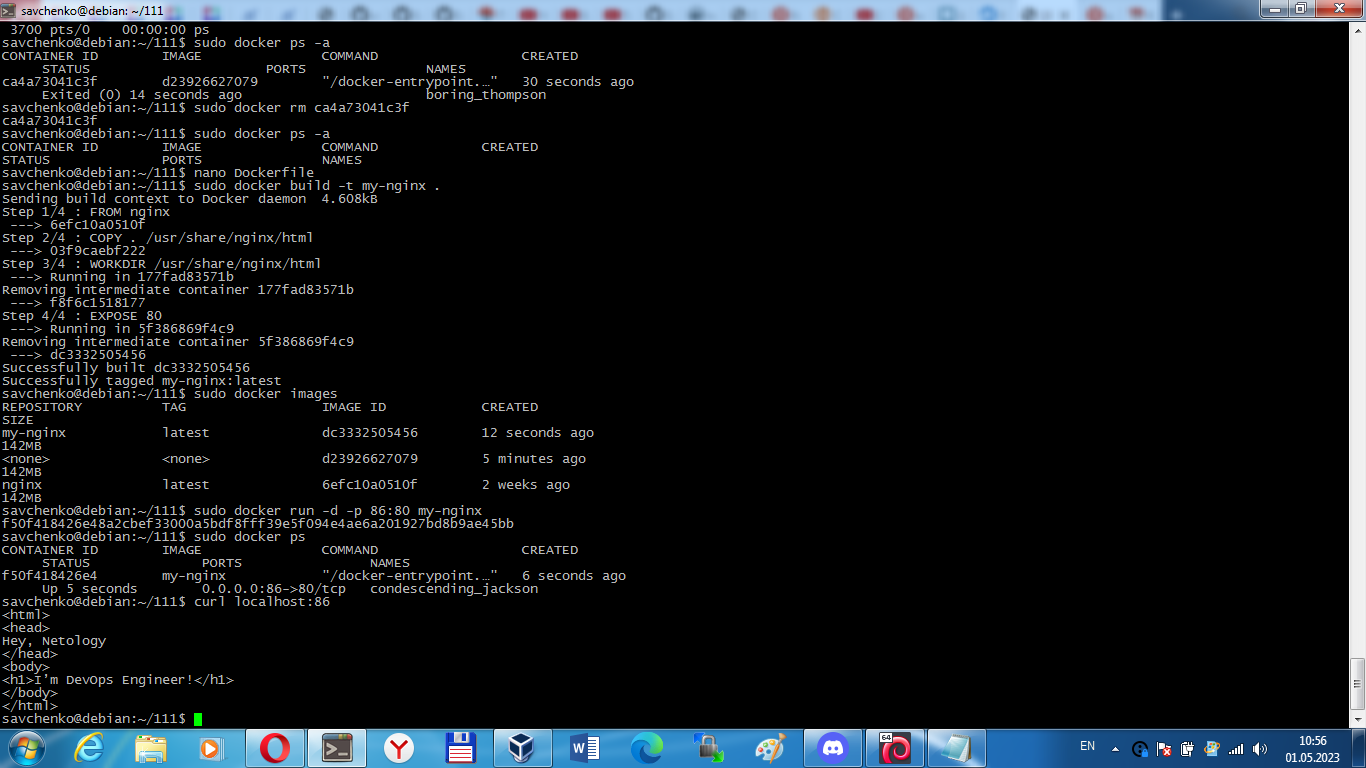 savchenko@debian: ~/111
 3700 pts/0    00:00:00 ps
savchenko@debian:~/111$ sudo docker ps -a
CONTAINER ID        IMAGE               COMMAND                  CREATED
     STATUS                      PORTS               NAMES
ca4a73041c3f        d23926627079        "/docker-entrypoint.…"   30 seconds ago
     Exited (0) 14 seconds ago                       boring_thompson
savchenko@debian:~/111$ sudo docker rm ca4a73041c3f
ca4a73041c3f
savchenko@debian:~/111$ sudo docker ps -a
CONTAINER ID        IMAGE               COMMAND             CREATED
STATUS              PORTS               NAMES
savchenko@debian:~/111$ nano Dockerfile
savchenko@debian:~/111$ sudo docker build -t my-nginx .
Sending build context to Docker daemon  4.608kB
Step 1/4 : FROM nginx
 ---> 6efc10a0510f
Step 2/4 : COPY . /usr/share/nginx/html
 ---> 03f9caebf222
Step 3/4 : WORKDIR /usr/share/nginx/html
 ---> Running in 177fad83571b
Removing intermediate container 177fad83571b
 ---> f8f6c1518177
Step 4/4 : EXPOSE 80
 ---> Running in 5f386869f4c9
Removing intermediate container 5f386869f4c9
 ---> dc3332505456
Successfully built dc3332505456
Successfully tagged my-nginx:latest
savchenko@debian:~/111$ sudo docker images
REPOSITORY          TAG                 IMAGE ID            CREATED
SIZE
my-nginx            latest              dc3332505456        12 seconds ago
142MB
<none>              <none>              d23926627079        5 minutes ago
142MB
nginx               latest              6efc10a0510f        2 weeks ago
142MB
savchenko@debian:~/111$ sudo docker run -d -p 86:80 my-nginx
f50f418426e48a2cbef33000a5bdf8fff39e5f094e4ae6a201927bd8b9ae45bb
savchenko@debian:~/111$ sudo docker ps
CONTAINER ID        IMAGE               COMMAND                  CREATED
     STATUS              PORTS                NAMES
f50f418426e4        my-nginx            "/docker-entrypoint.…"   6 seconds ago
     Up 5 seconds        0.0.0.0:86->80/tcp   condescending_jackson
savchenko@debian:~/111$ curl localhost:86
<html>
<head>
Hey, Netology
</head>
<body>
<h1>I'm DevOps Engineer!</h1>
</body>
</html>
savchenko@debian:~/111$
64
EN
10:56
01.05.2023